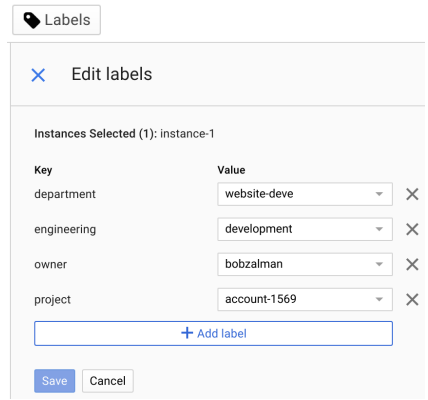 Labels
Edit labels
Instances Selected (1): instance-1
Key Value
department website-deve
engineering development
owner bobzalman
project account-1569
+ Add label
Save Cancel